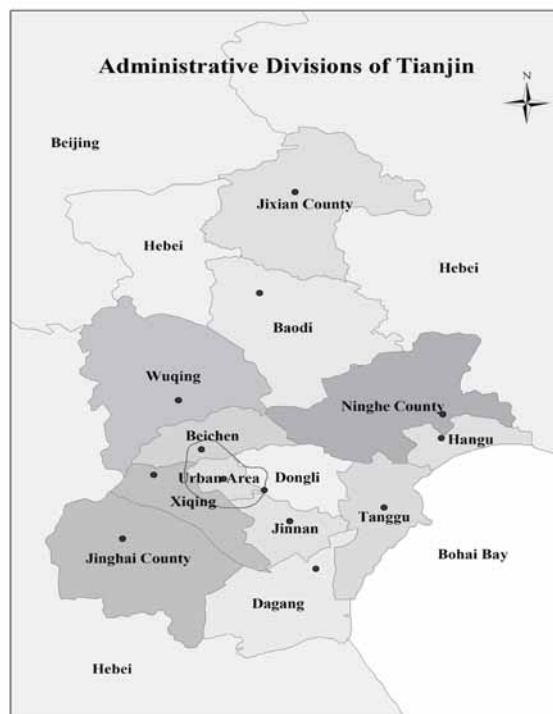 Administrative Divisions of Tianjin
N
Beijing
Jixian County
Hebei
Hebei
Baodi
Wuqing
Ninghe County
Beichen
Hangu
Urban Area
Dongli
Xiqing
Tanggu
Jinnan
Jinghai County
Bohai Bay
Dagang
Hebei